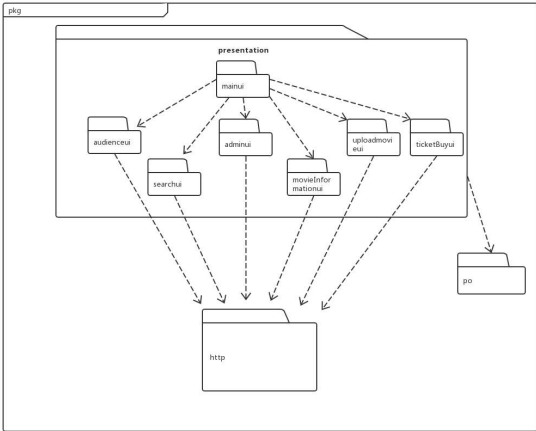 pkg
presentation
mainui
audienceui
adminui
uploadmovi
eui
ticketBuyui
searchui
movieInfor
mationui
po
http